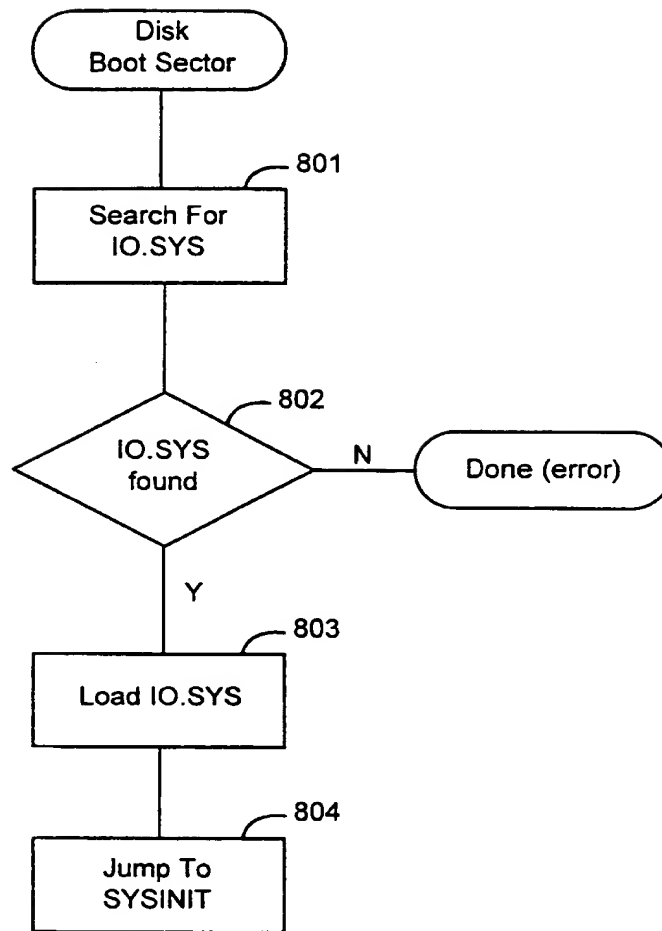 Disk
Boot Sector
801
Search For
IO.SYS
802
IO.SYS
found
N
Done (error)
Y
803
Load IO.SYS
804
Jump To
SYSINIT